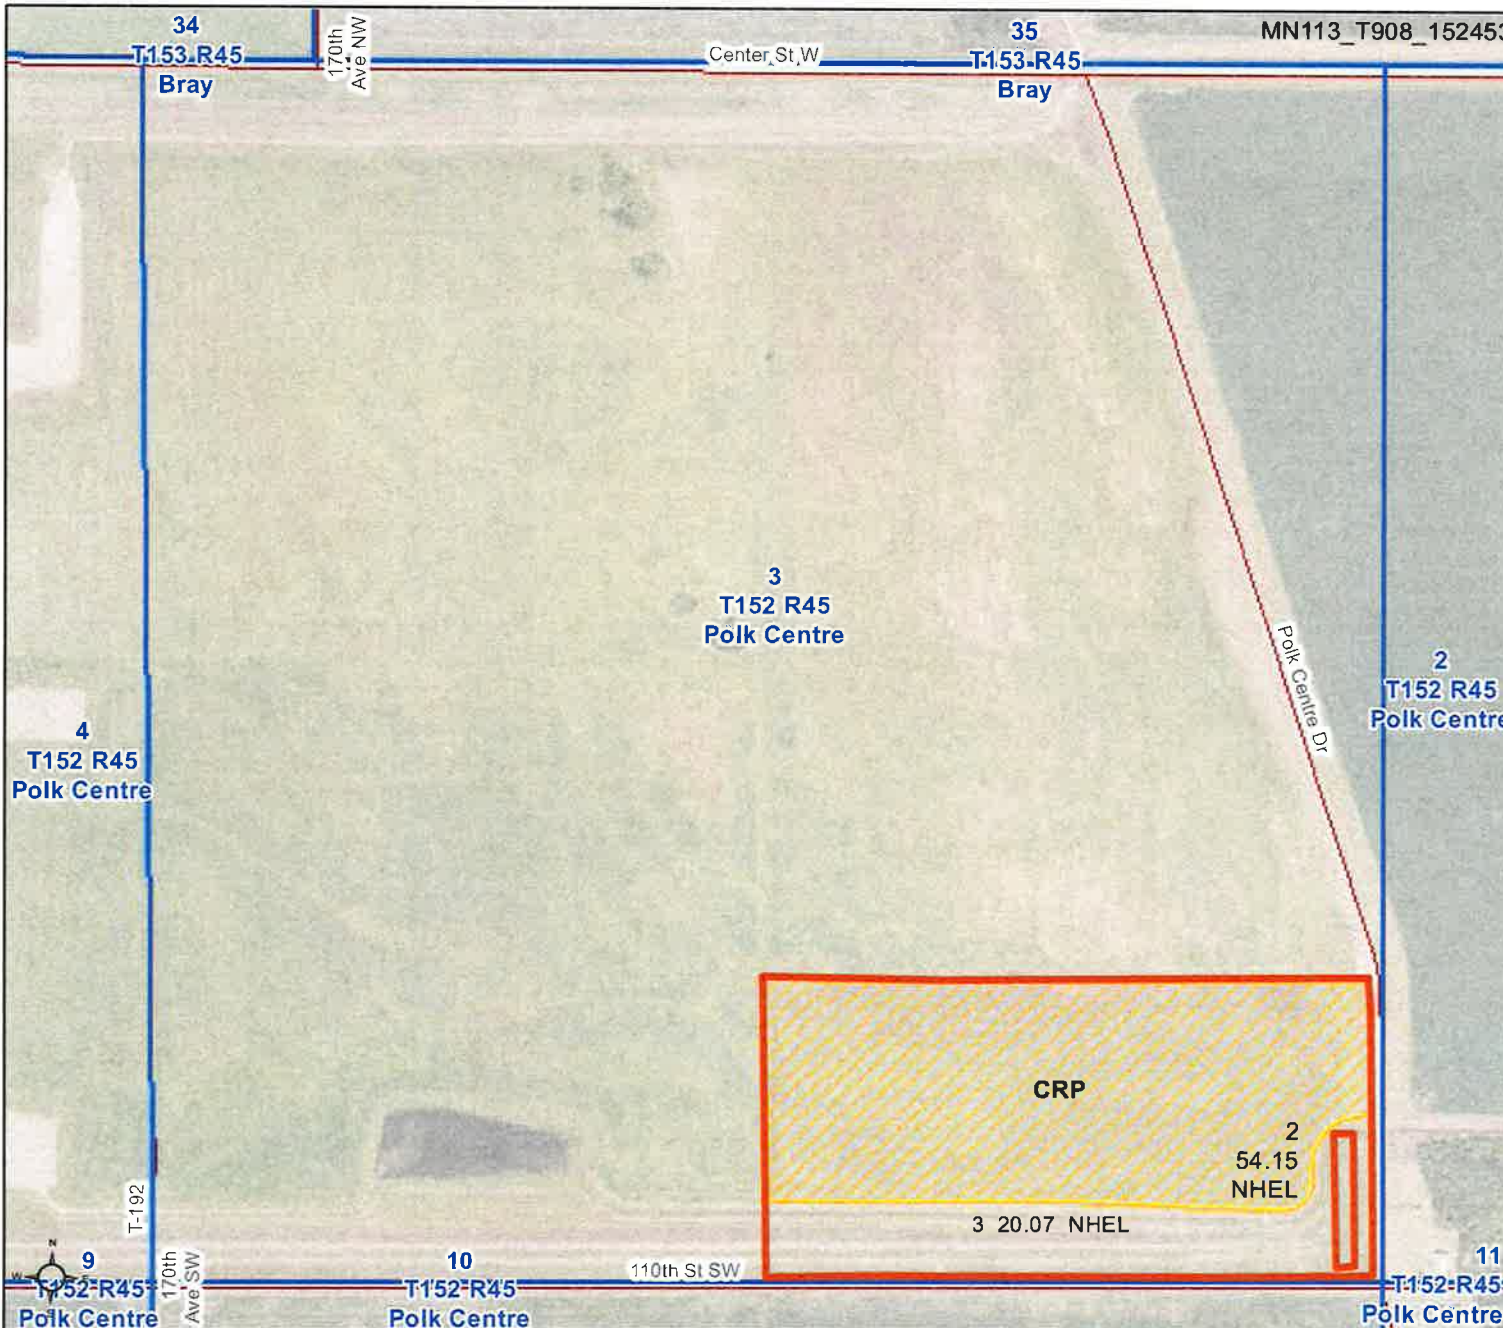 34
T153 R45
Bray
170th
Ave NW
Center St W
35
T153 R45
Bray
MN113_T908_152453
3
T152 R45
Polk Centre
Polk Centre Dr
2
T152 R45
Polk Centre
4
T152 R45
Polk Centre
CRP
2
54.15
NHEL
3 20.07 NHEL
T-192
170th
Ave SW
N
W
S
9
T152 R45
Polk Centre
10
T152 R45
Polk Centre
110th St SW
11
T152 R45
Polk Centre